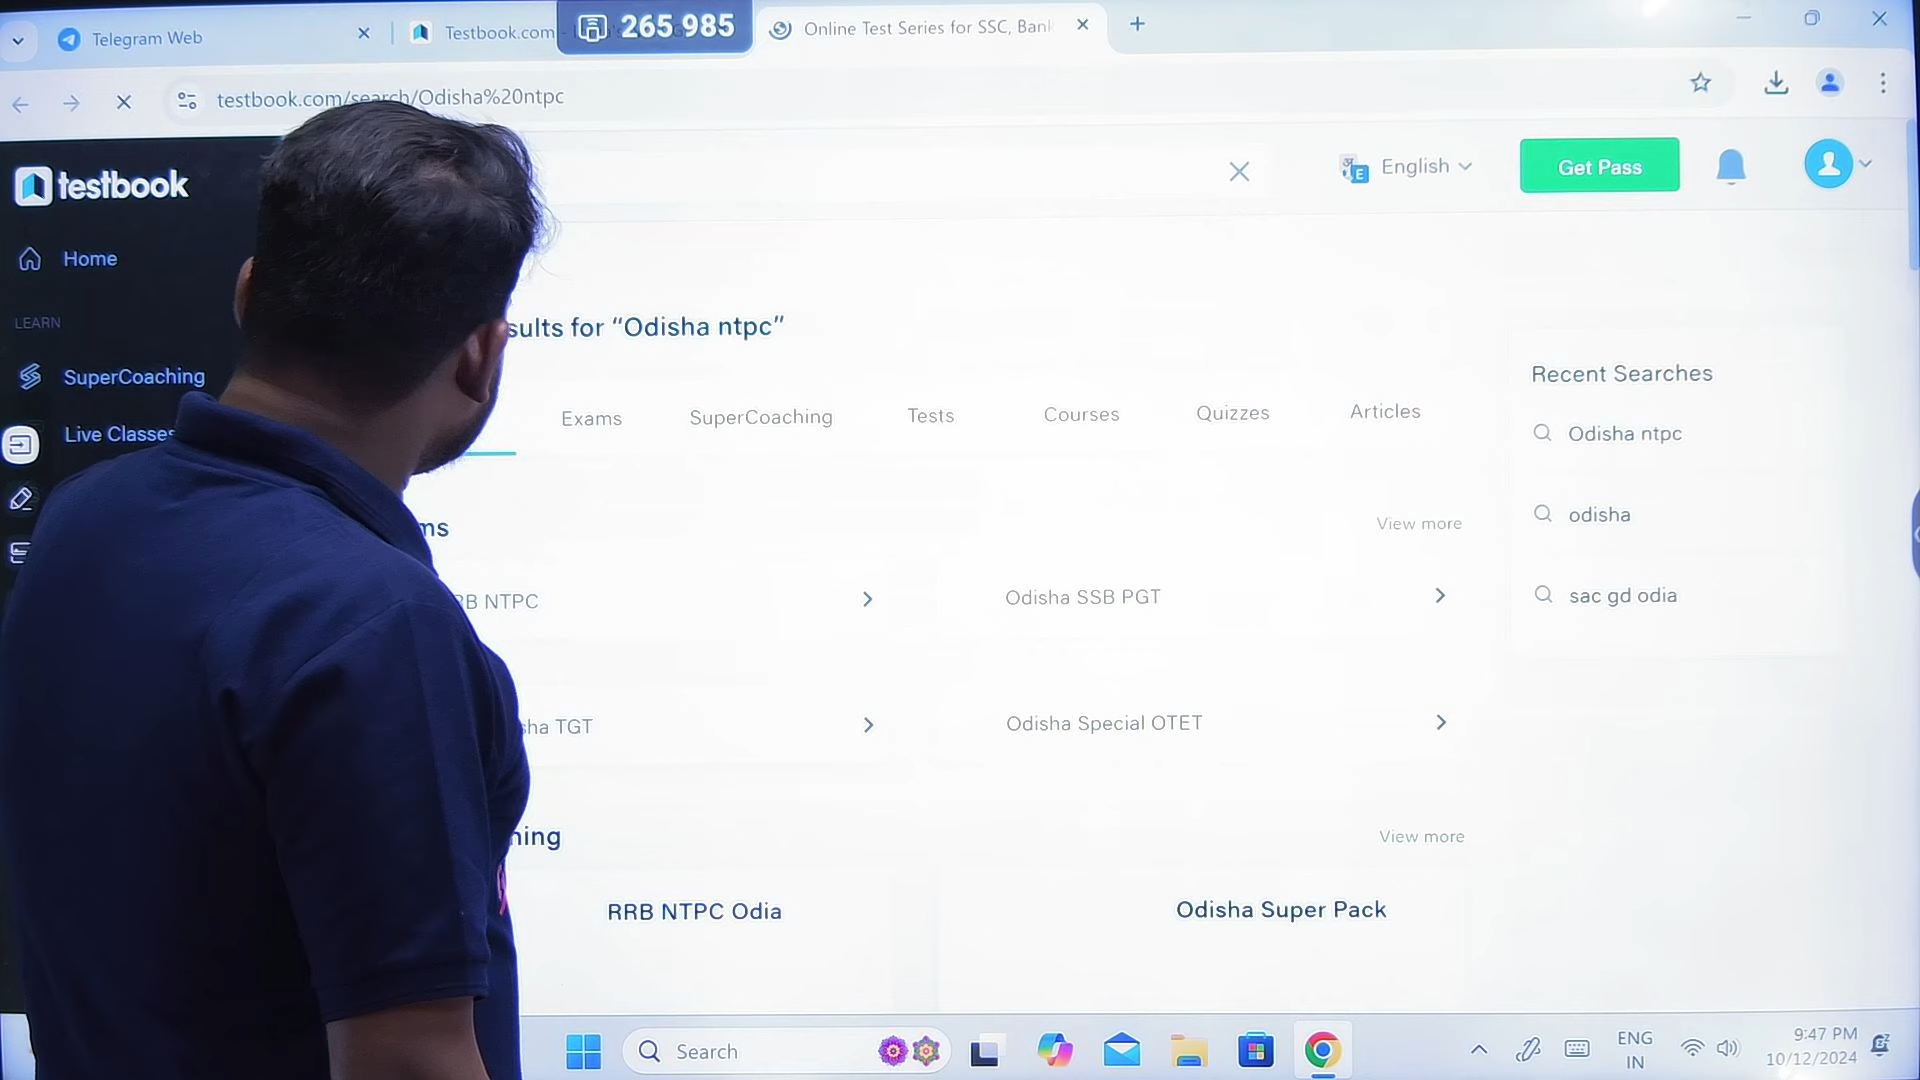 Telegram Web
Testbook.com
265 985
Online Test Series for SSC, Bank
testbook.com/search/Odisha%20ntpc
testbook
English
Get Pass
Home
LEARN
sults for “Odisha ntpc”
SuperCoaching
Exams
SuperCoaching
Tests
Courses
Quizzes
Articles
Recent Searches
Odisha ntpc
Live Classes
ms
View more
odisha
RB NTPC
Odisha SSB PGT
sac gd odia
sha TGT
Odisha Special OTET
hing
View more
RRB NTPC Odia
Odisha Super Pack
Search
ENG
IN
9:47 PM
10/12/2024